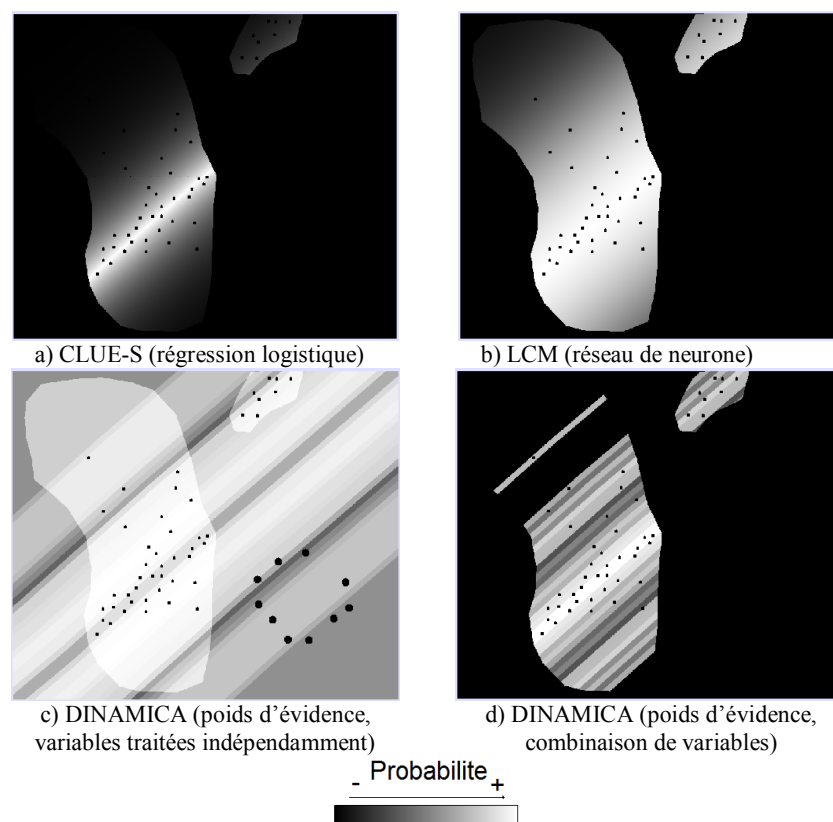 a) CLUE-S (régression logistique)
b) LCM (réseau de neurone)
c) DINAMICA (poids d’évidence,
variables traitées indépendamment)
d) DINAMICA (poids d’évidence,
combinaison de variables)
Probabilite
- +